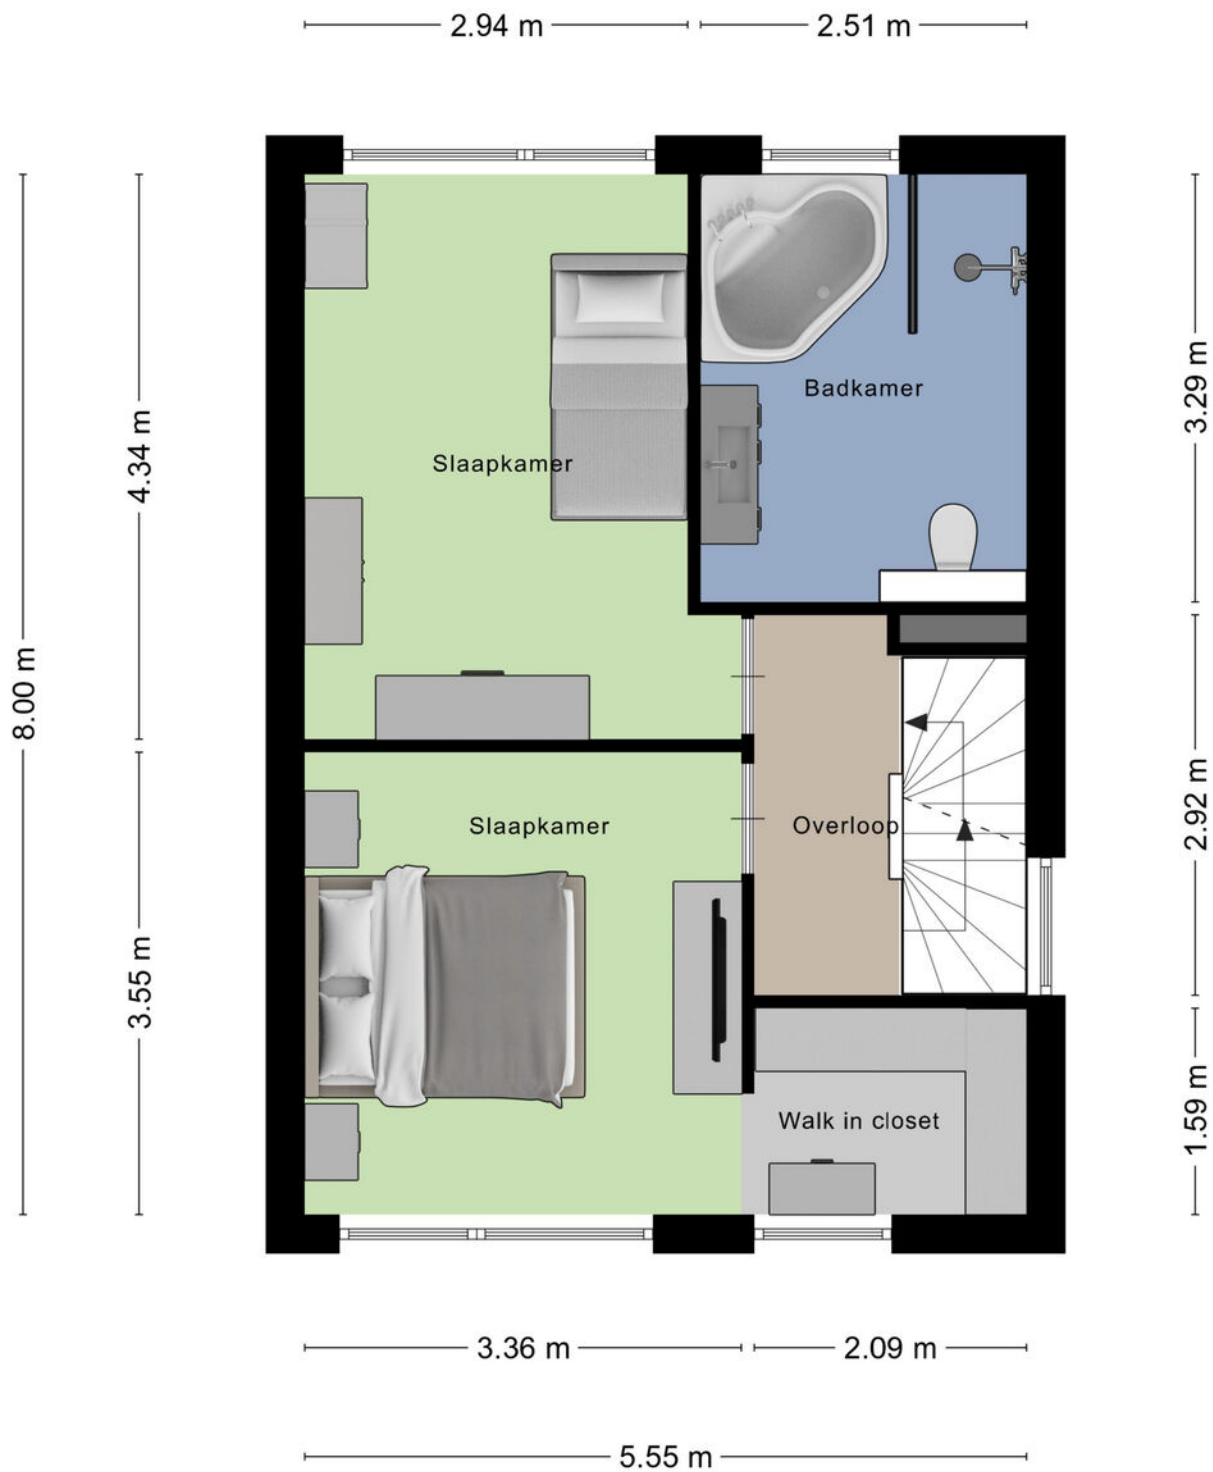 2.94 m
2.51 m
Badkamer
3.29 m
4.34 m
Slaapkamer
8.00 m
Slaapkamer
Overloop
2.92 m
3.55 m
Walk in closet
1.59 m
3.36 m
2.09 m
5.55 m